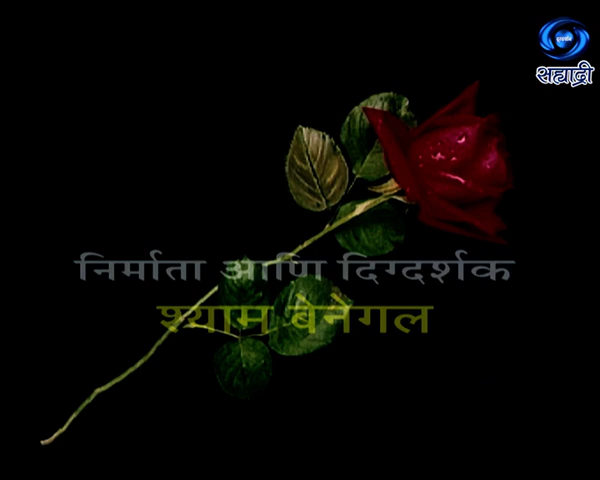 सह्याद्री
निर्माता आणि दिग्दर्शक
श्याम बेनेगल